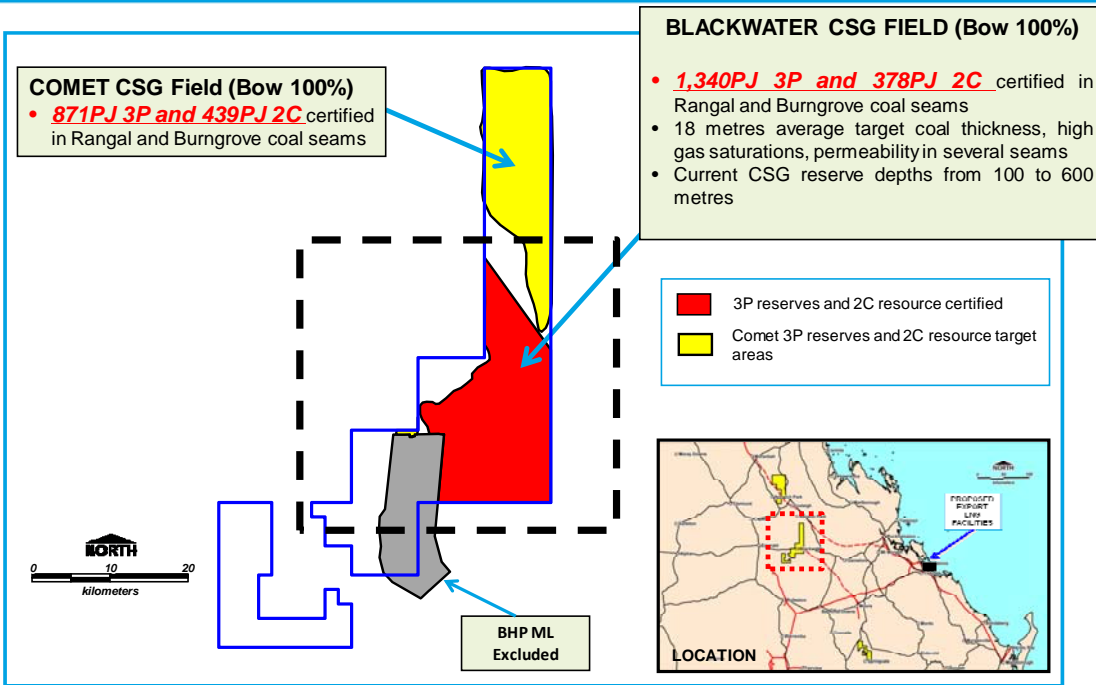 COMET CSG Field (Bow 100%)
• 871PJ 3P and 439PJ 2C certified
in Rangal and Burngrove coal seams
BLACKWATER CSG FIELD (Bow 100%)
• 1,340PJ 3P and 378PJ 2C certified in
Rangal and Burngrove coal seams
• 18 metres average target coal thickness, high
gas saturations, permeability in several seams
• Current CSG reserve depths from 100 to 600
metres
3P reserves and 2C resource certified
Comet 3P reserves and 2C resource target
areas
NORTH
0 10 20
kilometers
BHP ML
Excluded
NORTH
kilometers
PROPOSED
EXPORT
LNG
FACILITIES
LOCATION